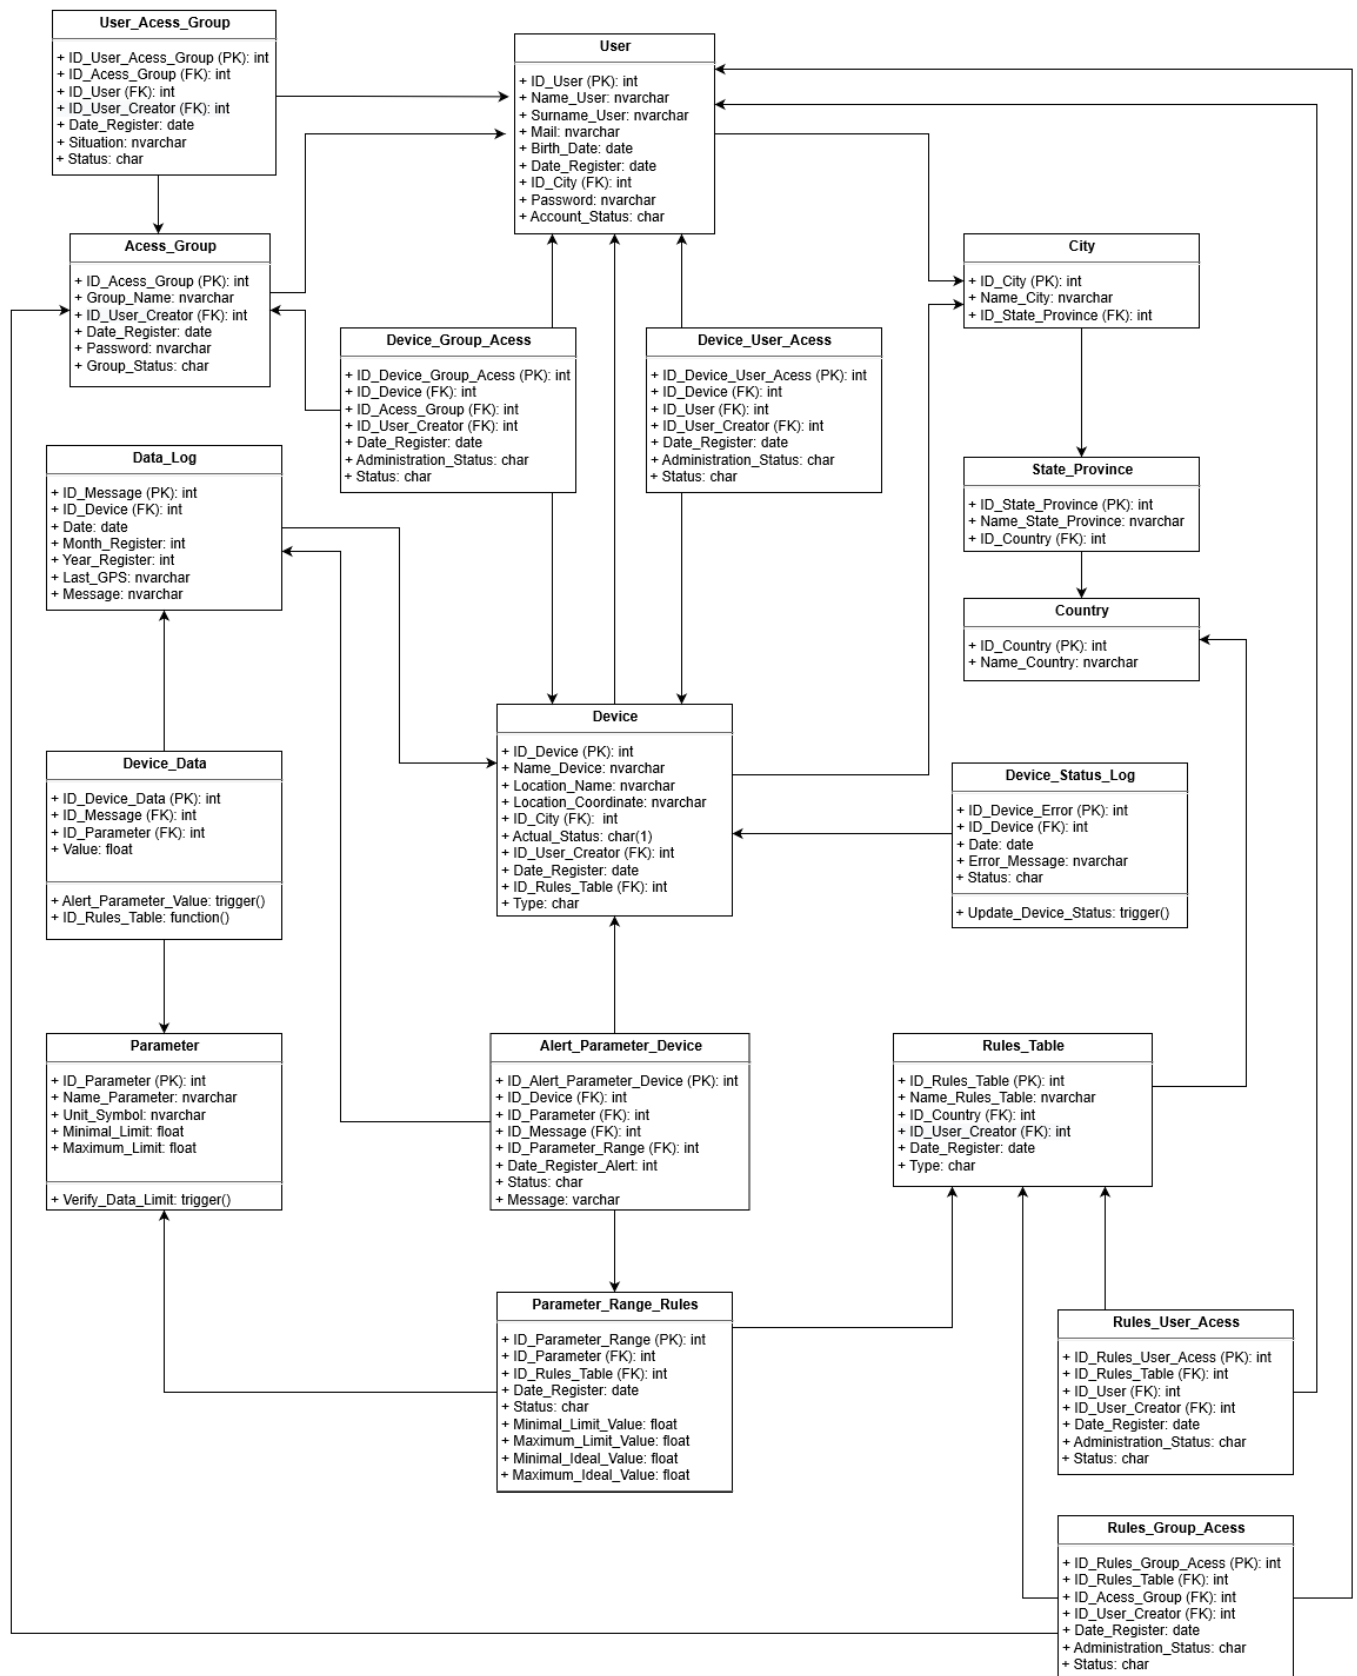 User_Acess_Group
+ ID_User_Acess_Group (PK): int
+ ID_Acess_Group (FK): int
+ ID_User (FK): int
+ ID_User_Creator (FK): int
+ Date_Register: date
+ Situation: nvarchar
+ Status: char
User
+ ID_User (PK): int
+ Name_User: nvarchar
+ Surname_User: nvarchar
+ Mail: nvarchar
+ Birth_Date: date
+ Date_Register: date
+ ID_City (FK): int
+ Password: nvarchar
+ Account_Status: char
Acess_Group
+ ID_Acess_Group (PK): int
+ Group_Name: nvarchar
+ ID_User_Creator (FK): int
+ Date_Register: date
+ Password: nvarchar
+ Group_Status: char
City
+ ID_City (PK): int
+ Name_City: nvarchar
+ ID_State_Province (FK): int
Device_Group_Acess
+ ID_Device_Group_Acess (PK): int
+ ID_Device (FK): int
+ ID_Acess_Group (FK): int
+ ID_User_Creator (FK): int
+ Date_Register: date
+ Administration_Status: char
+ Status: char
Device_User_Acess
+ ID_Device_User_Acess (PK): int
+ ID_Device (FK): int
+ ID_User (FK): int
+ ID_User_Creator (FK): int
+ Date_Register: date
+ Administration_Status: char
+ Status: char
Data_Log
+ ID_Message (PK): int
+ ID_Device (FK): int
+ Date: date
+ Month_Register: int
+ Year_Register: int
+ Last_GPS: nvarchar
+ Message: nvarchar
State_Province
+ ID_State_Province (PK): int
+ Name_State_Province: nvarchar
+ ID_Country (FK): int
Country
+ ID_Country (PK): int
+ Name_Country: nvarchar
Device
+ ID_Device (PK): int
+ Name_Device: nvarchar
+ Location_Name: nvarchar
+ Location_Coordinate: nvarchar
+ ID_City (FK): int
+ Actual_Status: char(1)
+ ID_User_Creator (FK): int
+ Date_Register: date
+ ID_Rules_Table (FK): int
+ Type: char
Device_Data
+ ID_Device_Data (PK): int
+ ID_Message (FK): int
+ ID_Parameter (FK): int
+ Value: float
+ Alert_Parameter_Value: trigger()
+ ID_Rules_Table: function()
Device_Status_Log
+ ID_Device_Error (PK): int
+ ID_Device (FK): int
+ Date: date
+ Error_Message: nvarchar
+ Status: char
+ Update_Device_Status: trigger()
Parameter
+ ID_Parameter (PK): int
+ Name_Parameter: nvarchar
+ Unit_Symbol: nvarchar
+ Minimal_Limit: float
+ Maximum_Limit: float
+ Verify_Data_Limit: trigger()
Alert_Parameter_Device
+ ID_Alert_Parameter_Device (PK): int
+ ID_Device (FK): int
+ ID_Parameter (FK): int
+ ID_Message (FK): int
+ ID_Parameter_Range (FK): int
+ Date_Register_Alert: int
+ Status: char
+ Message: varchar
Rules_Table
+ ID_Rules_Table (PK): int
+ Name_Rules_Table: nvarchar
+ ID_Country (FK): int
+ ID_User_Creator (FK): int
+ Date_Register: date
+ Type: char
Parameter_Range_Rules
+ ID_Parameter_Range (PK): int
+ ID_Parameter (FK): int
+ ID_Rules_Table (FK): int
+ Date_Register: date
+ Status: char
+ Minimal_Limit_Value: float
+ Maximum_Limit_Value: float
+ Minimal_Ideal_Value: float
+ Maximum_Ideal_Value: float
Rules_User_Acess
+ ID_Rules_User_Acess (PK): int
+ ID_Rules_Table (FK): int
+ ID_User (FK): int
+ ID_User_Creator (FK): int
+ Date_Register: date
+ Administration_Status: char
+ Status: char
Rules_Group_Acess
+ ID_Rules_Group_Acess (PK): int
+ ID_Rules_Table (FK): int
+ ID_Acess_Group (FK): int
+ ID_User_Creator (FK): int
+ Date_Register: date
+ Administration_Status: char
+ Status: char